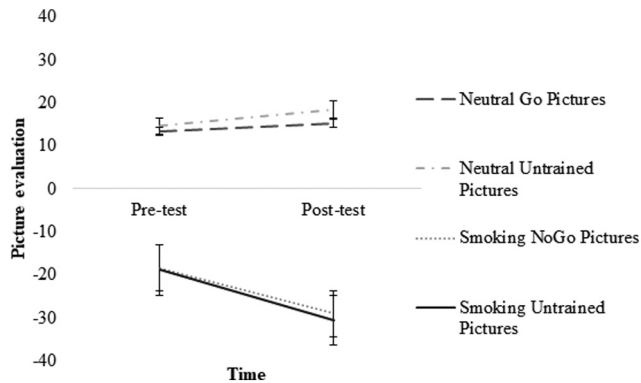 40
30
20
10
0
-10
-20
-30
-40
Picture evaluation
Pre-test
Post-test
Time
Neutral Go Pictures
Neutral Untrained
Pictures
Smoking NoGo Pictures
Smoking Untrained
Pictures